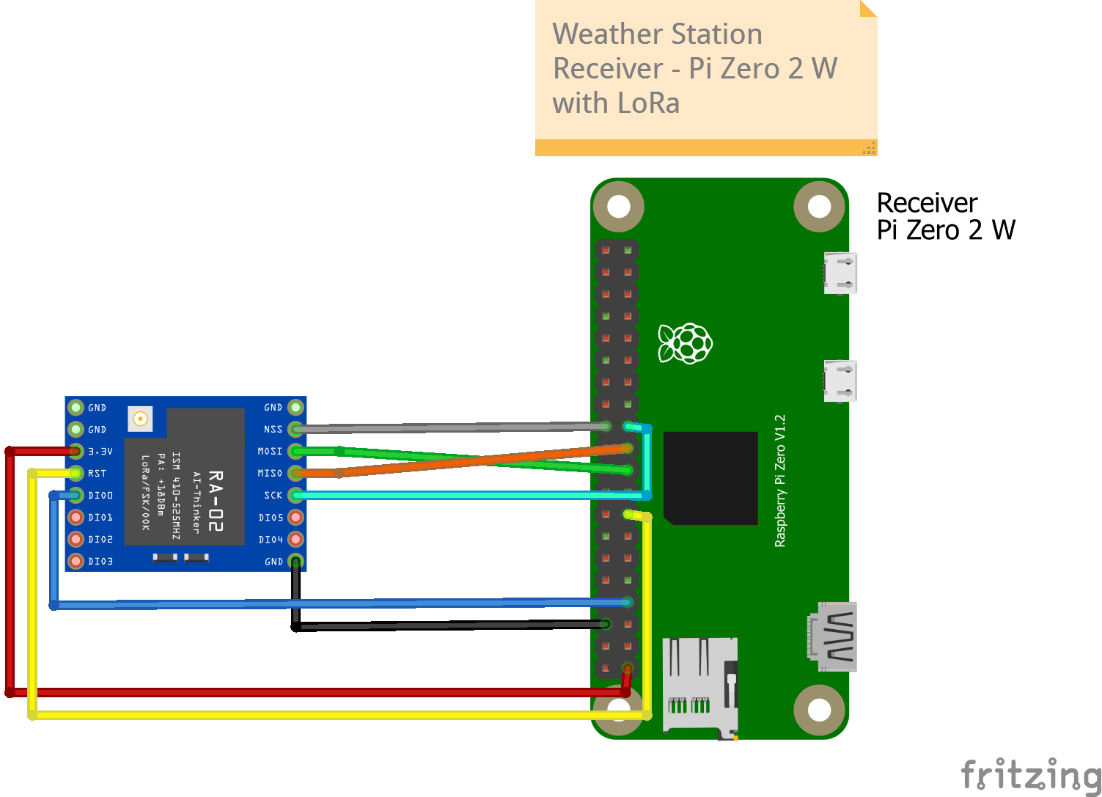 Weather Station
Receiver - Pi Zero 2 W
with LoRa
Receiver
Pi Zero 2 W
GND
GND
3.3V
RST
DIO0
DIO1
DIO2
DIO3
GND
NSS
MOSI
MISO
SCK
DIO5
DIO4
GND
RA-02
AI-Thinker
ISM 410-525MHZ
PA: +18DBm
LoRa/FSK/OOK
Raspberry Pi Zero V1.2
fritzing